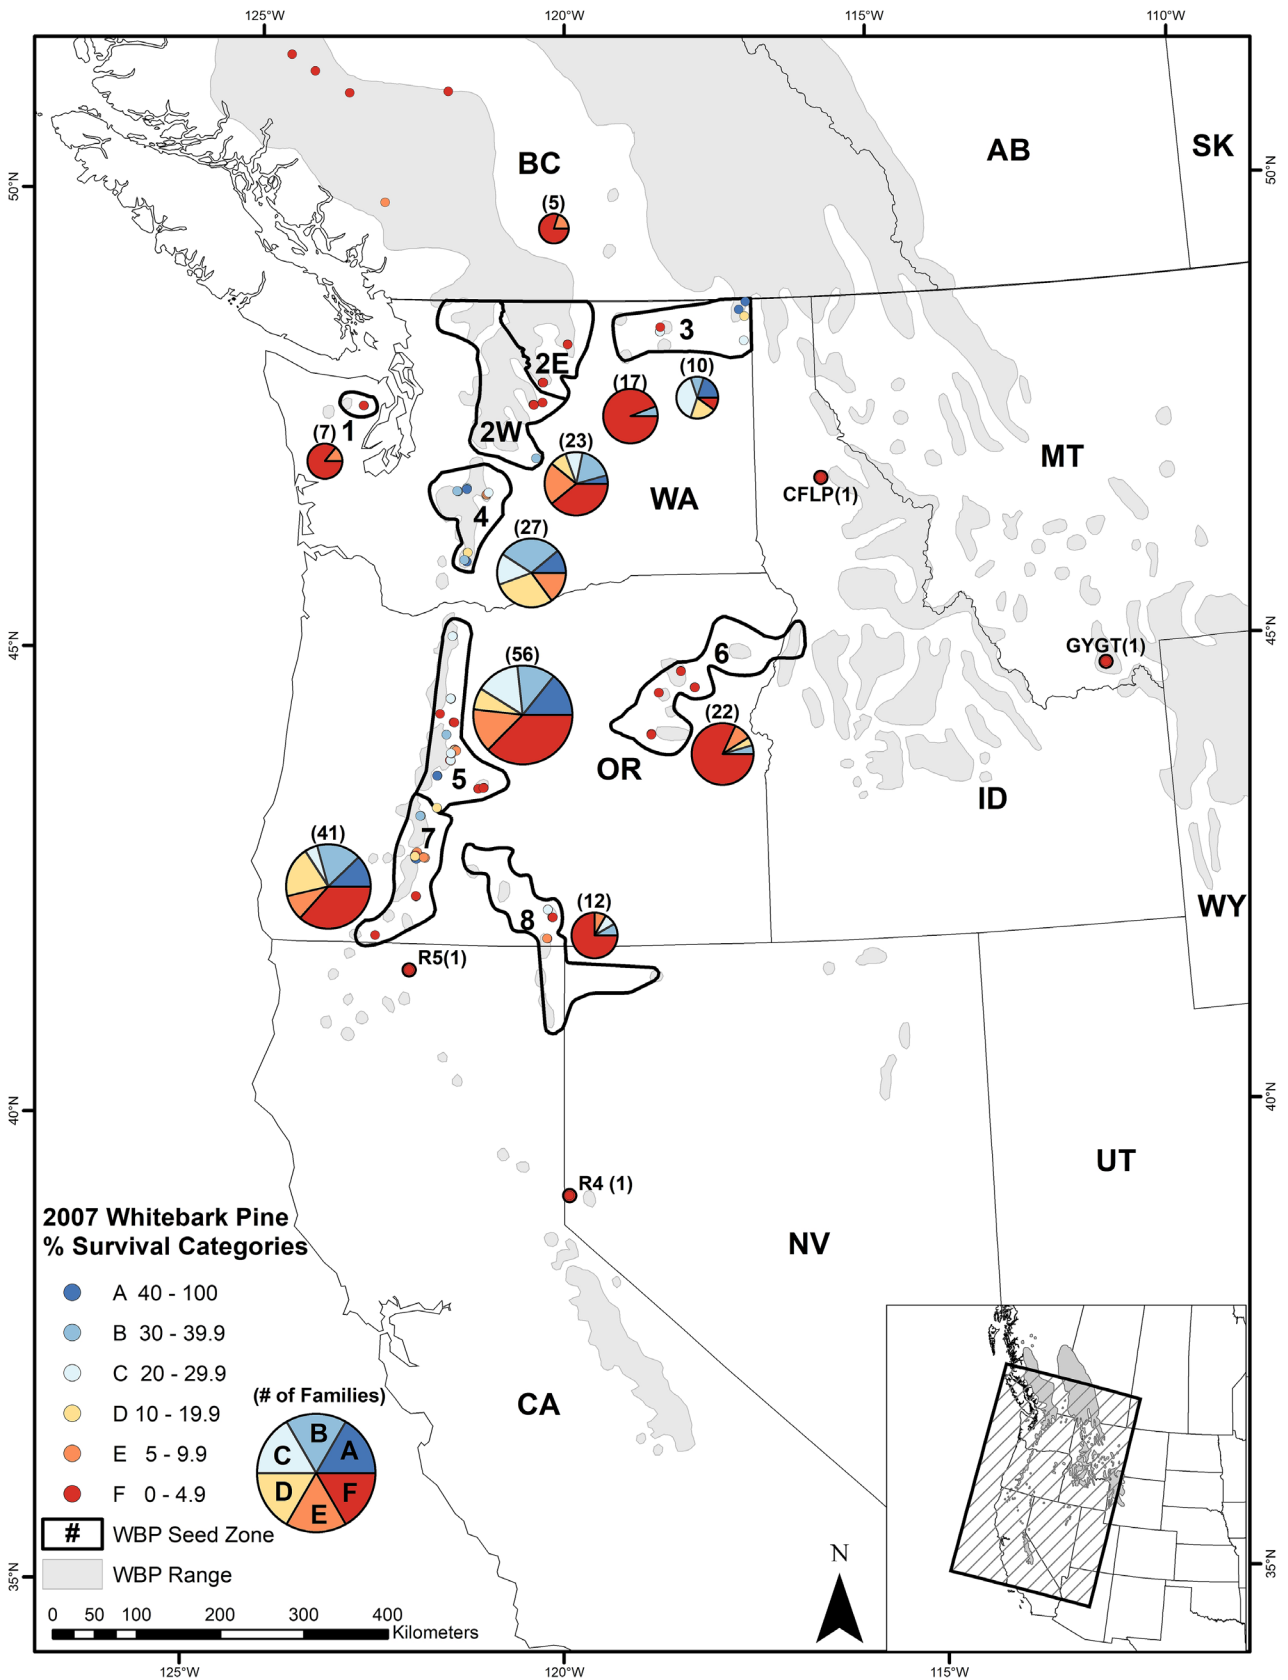 125°W 120°W 115°W 110°W
AB
SK
BC
50°N
50°N
(5)
3
2E
(10)
(17)
1
(7)
2W
(23)
MT
CFLP(1)
WA
4
(27)
45°N
45°N
GYGT(1)
6
(56)
(22)
OR
5
ID
7
(41)
WY
8
(12)
R5(1)
40°N
40°N
UT
R4 (1)
NV
2007 Whitebark Pine
% Survival Categories
A 40 - 100
B 30 - 39.9
C 20 - 29.9
D 10 - 19.9
E 5 - 9.9
F 0 - 4.9
(# of Families)
B
C A
D F
E
CA
# WBP Seed Zone
WBP Range
N
35°N
35°N
0 50 100 200 300 400
Kilometers
125°W 120°W 115°W